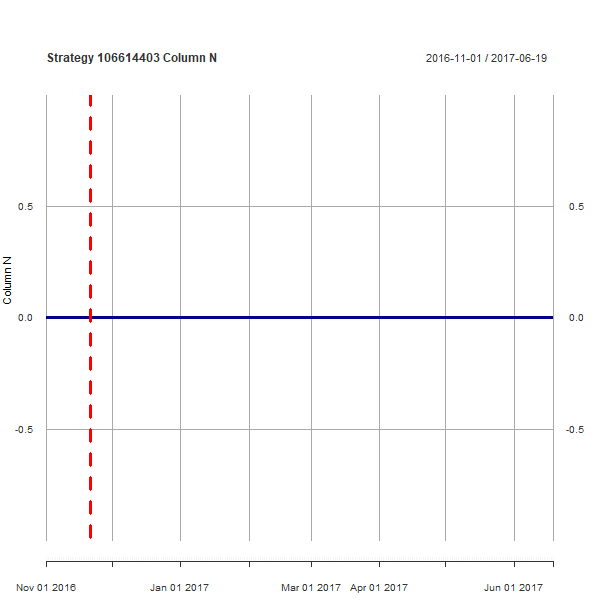 Strategy 106614403 Column N
2016-11-01 / 2017-06-19
0.5
0.5
Column N
0.0
0.0
-0.5
-0.5
Nov 01 2016
Jan 01 2017
Mar 01 2017
Apr 01 2017
Jun 01 2017